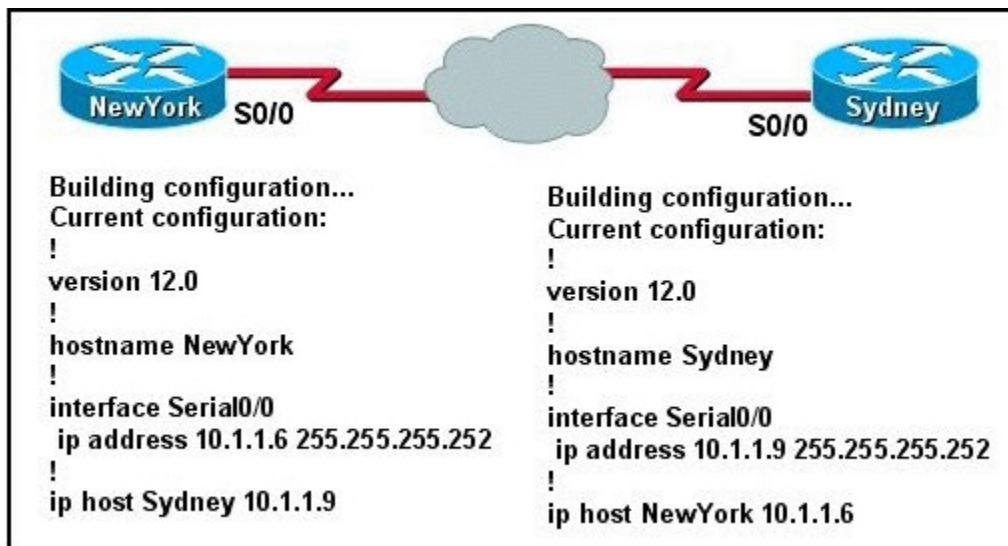 NewYork
S0/0
S0/0
Sydney
Building configuration...
Current configuration:
!
version 12.0
!
hostname NewYork
!
interface Serial0/0
ip address 10.1.1.6 255.255.255.252
!
ip host Sydney 10.1.1.9
Building configuration...
Current configuration:
!
version 12.0
!
hostname Sydney
!
interface Serial0/0
ip address 10.1.1.9 255.255.255.252
!
ip host NewYork 10.1.1.6